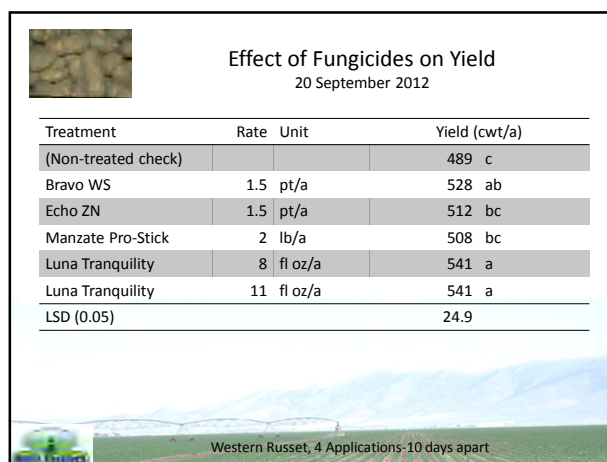 Effect of Fungicides on Yield
20 September 2012
Treatment Rate Unit Yield (cwt/a)
(Non-treated check) 489 c
Bravo WS 1.5 pt/a 528 ab
Echo ZN 1.5 pt/a 512 bc
Manzate Pro-Stick 2 lb/a 508 bc
Luna Tranquility 8 fl oz/a 541 a
Luna Tranquility 11 fl oz/a 541 a
LSD (0.05) 24.9
Western Russet, 4 Applications-10 days apart